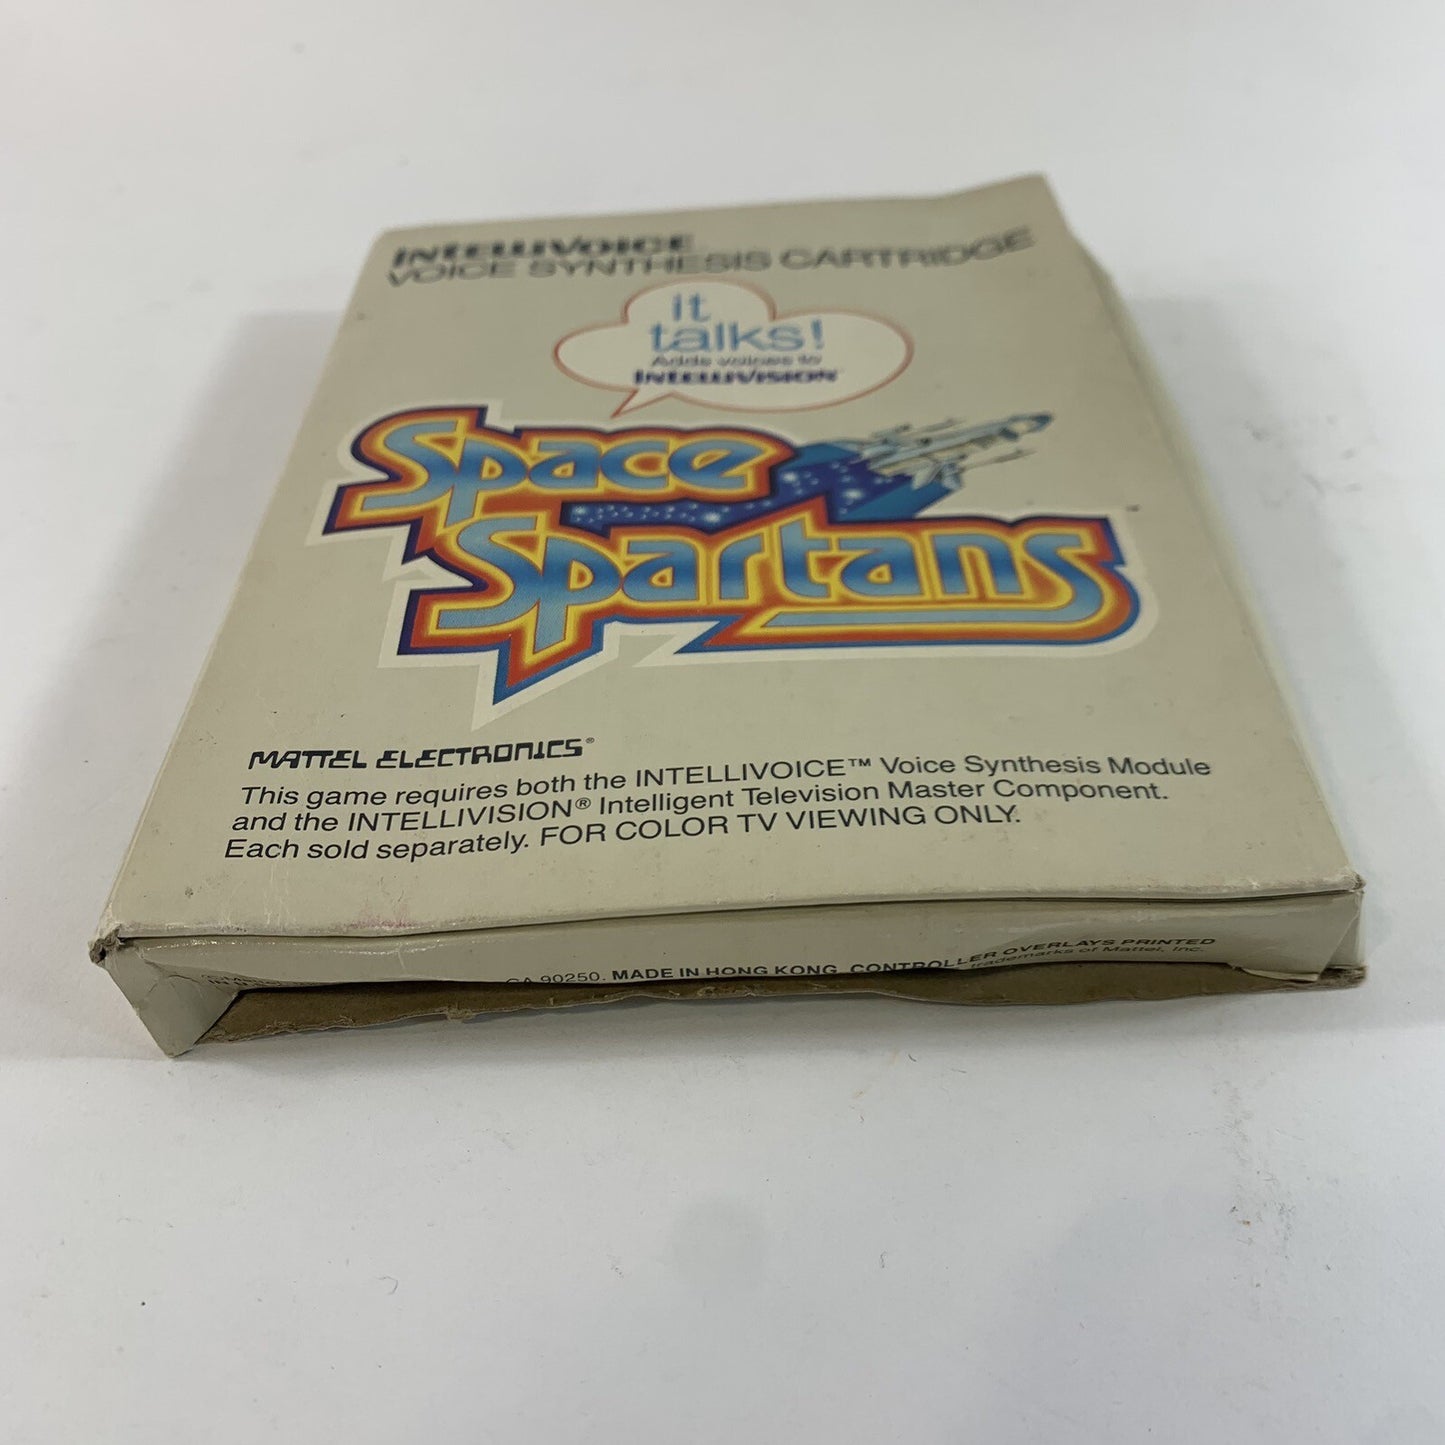 INTELLIVOICE
VOICE SYNTHESIS CARTRIDGE
it
talks!
Adds voices to
INTELLIVISION
Space
Spartans™
MATTEL ELECTRONICS®
This game requires both the INTELLIVOICE™ Voice Synthesis Module
and the INTELLIVISION® Intelligent Television Master Component.
Each sold separately. FOR COLOR TV VIEWING ONLY.
CA 90250. MADE IN HONG KONG. CONTROLLER OVERLAYS PRINTED
trademarks of Mattel, Inc.